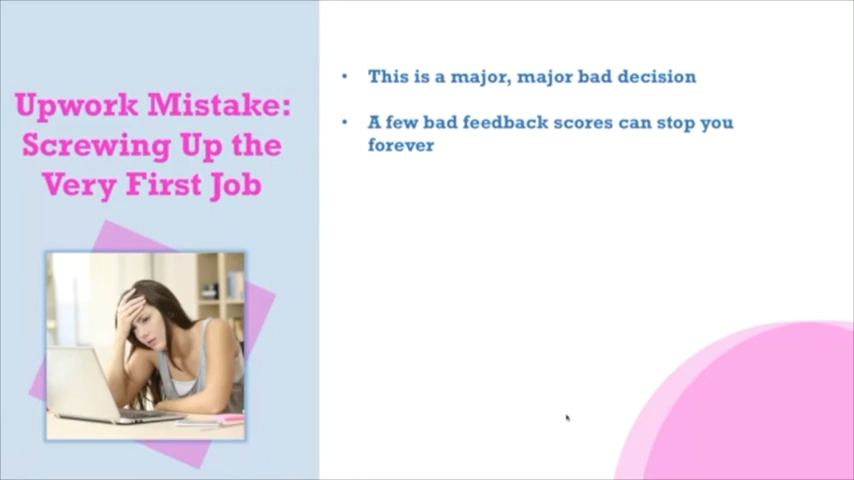 Upwork Mistake:
Screwing Up the
Very First Job
• This is a major, major bad decision
• A few bad feedback scores can stop you
forever